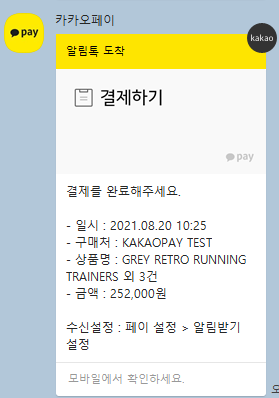 pay
카카오페이
kakao
알림톡 도착
결제하기
pay
결제를 완료해주세요.
- 일시 : 2021.08.20 10:25
- 구매처 : KAKAOPAY TEST
- 상품명 : GREY RETRO RUNNING
TRAINERS 외 3건
- 금액 : 252,000원
수신설정 : 페이 설정 > 알림받기
설정
모바일에서 확인하세요.
오